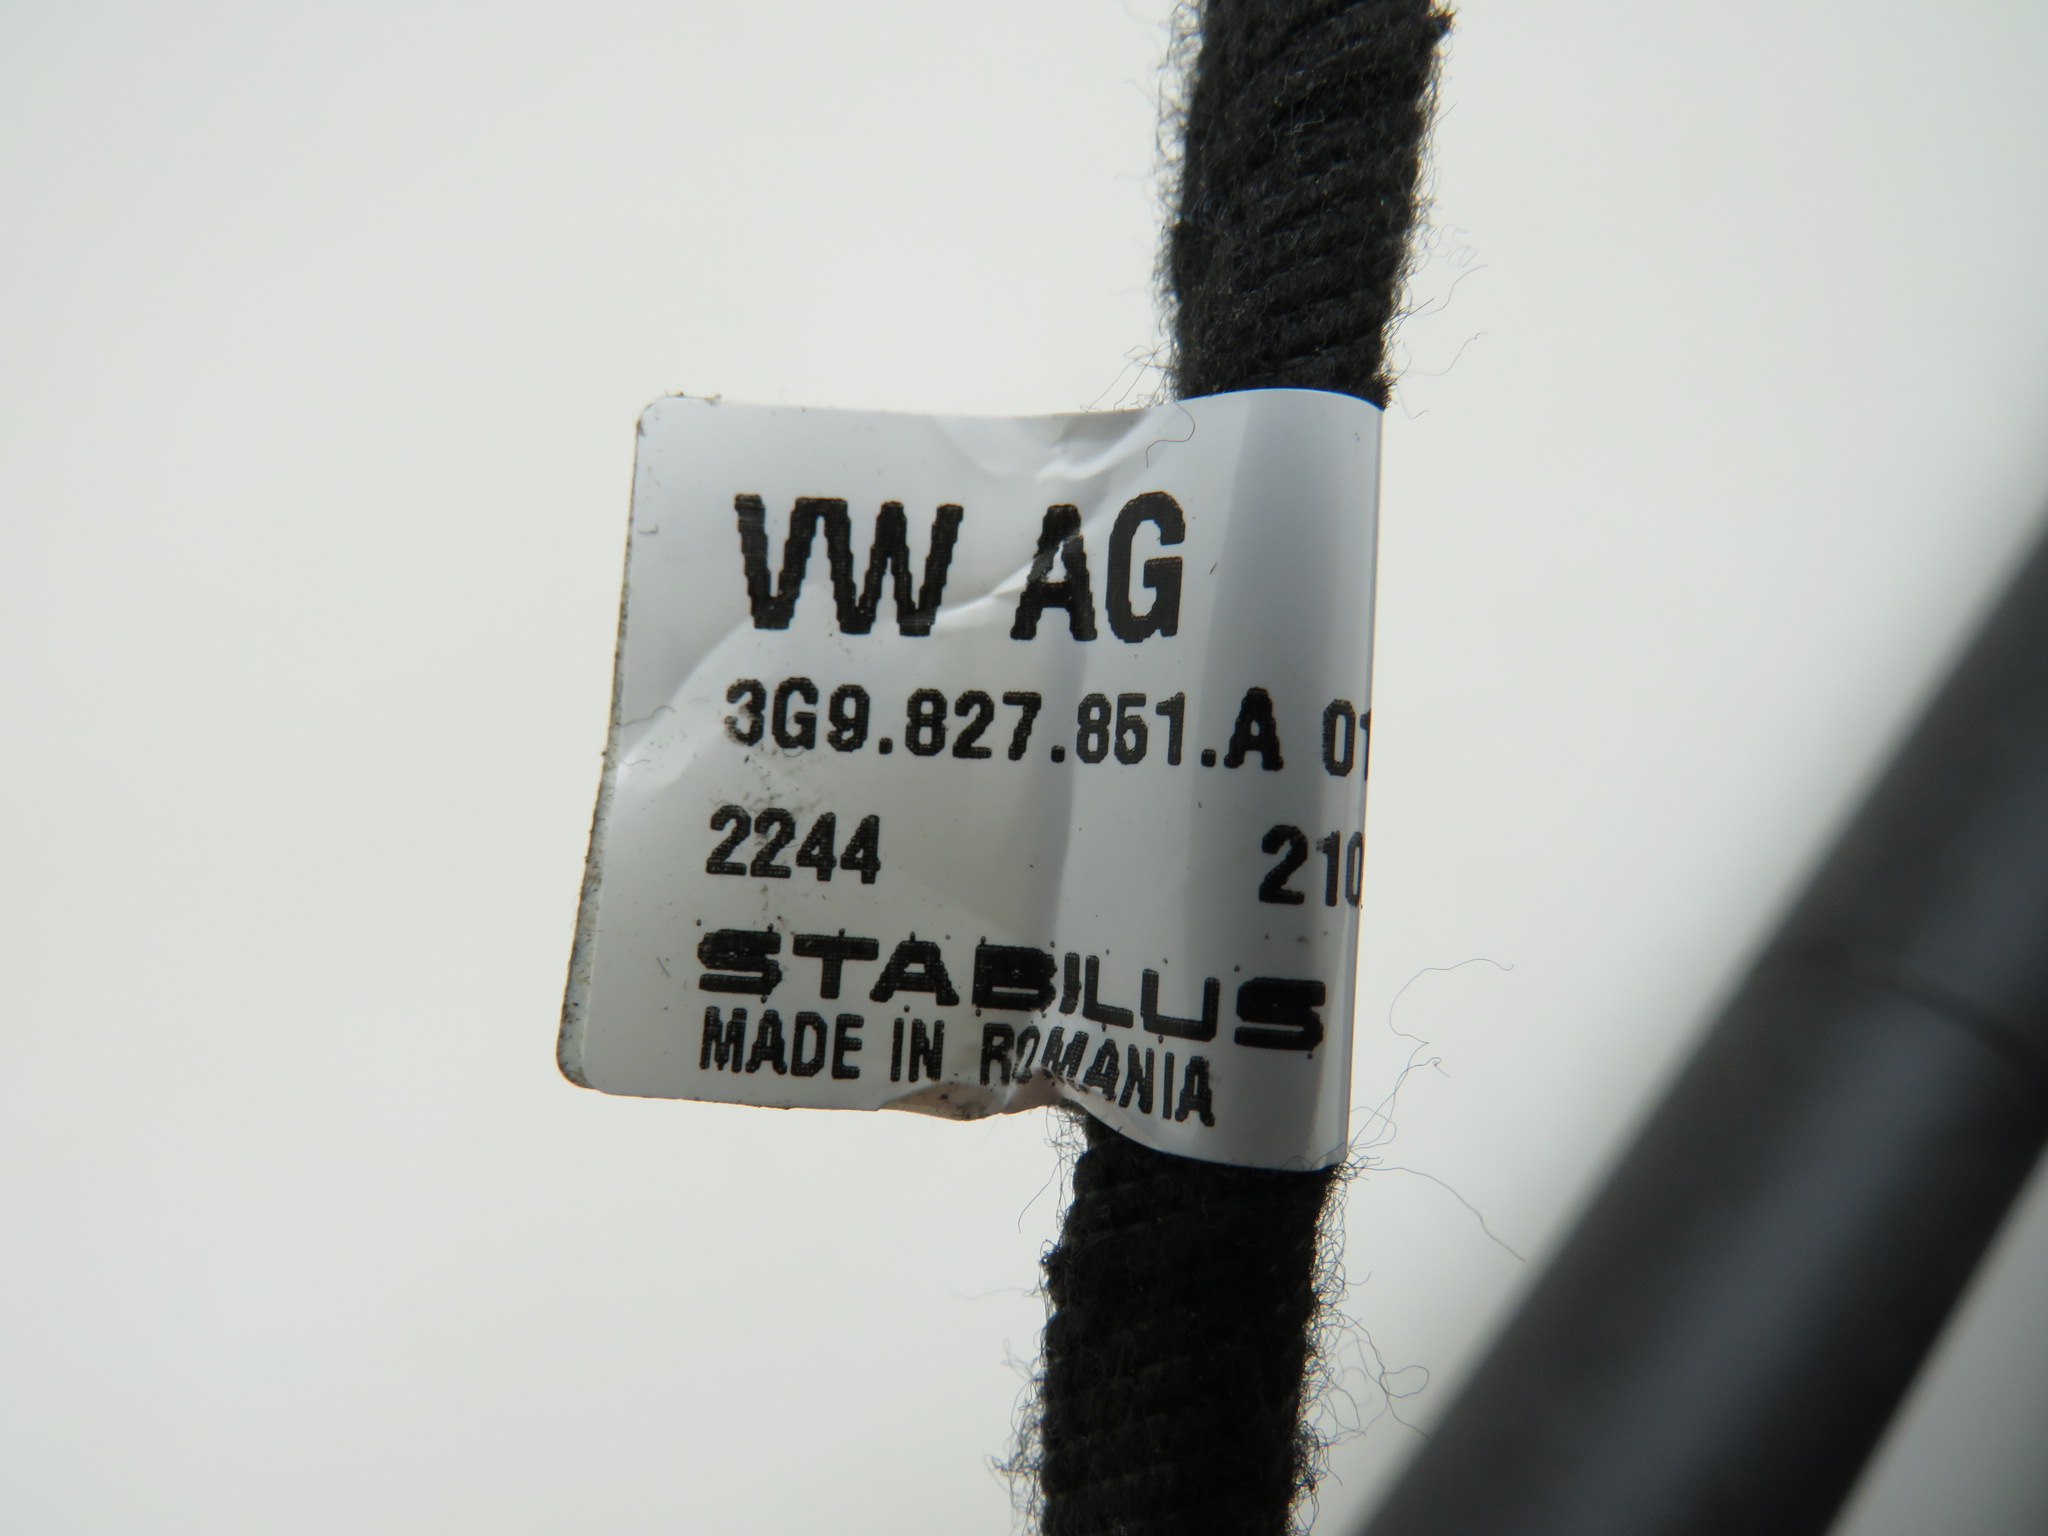 VW AG
3G9.827.851.A 01
2244 210
STABILUS
MADE IN ROMANIA